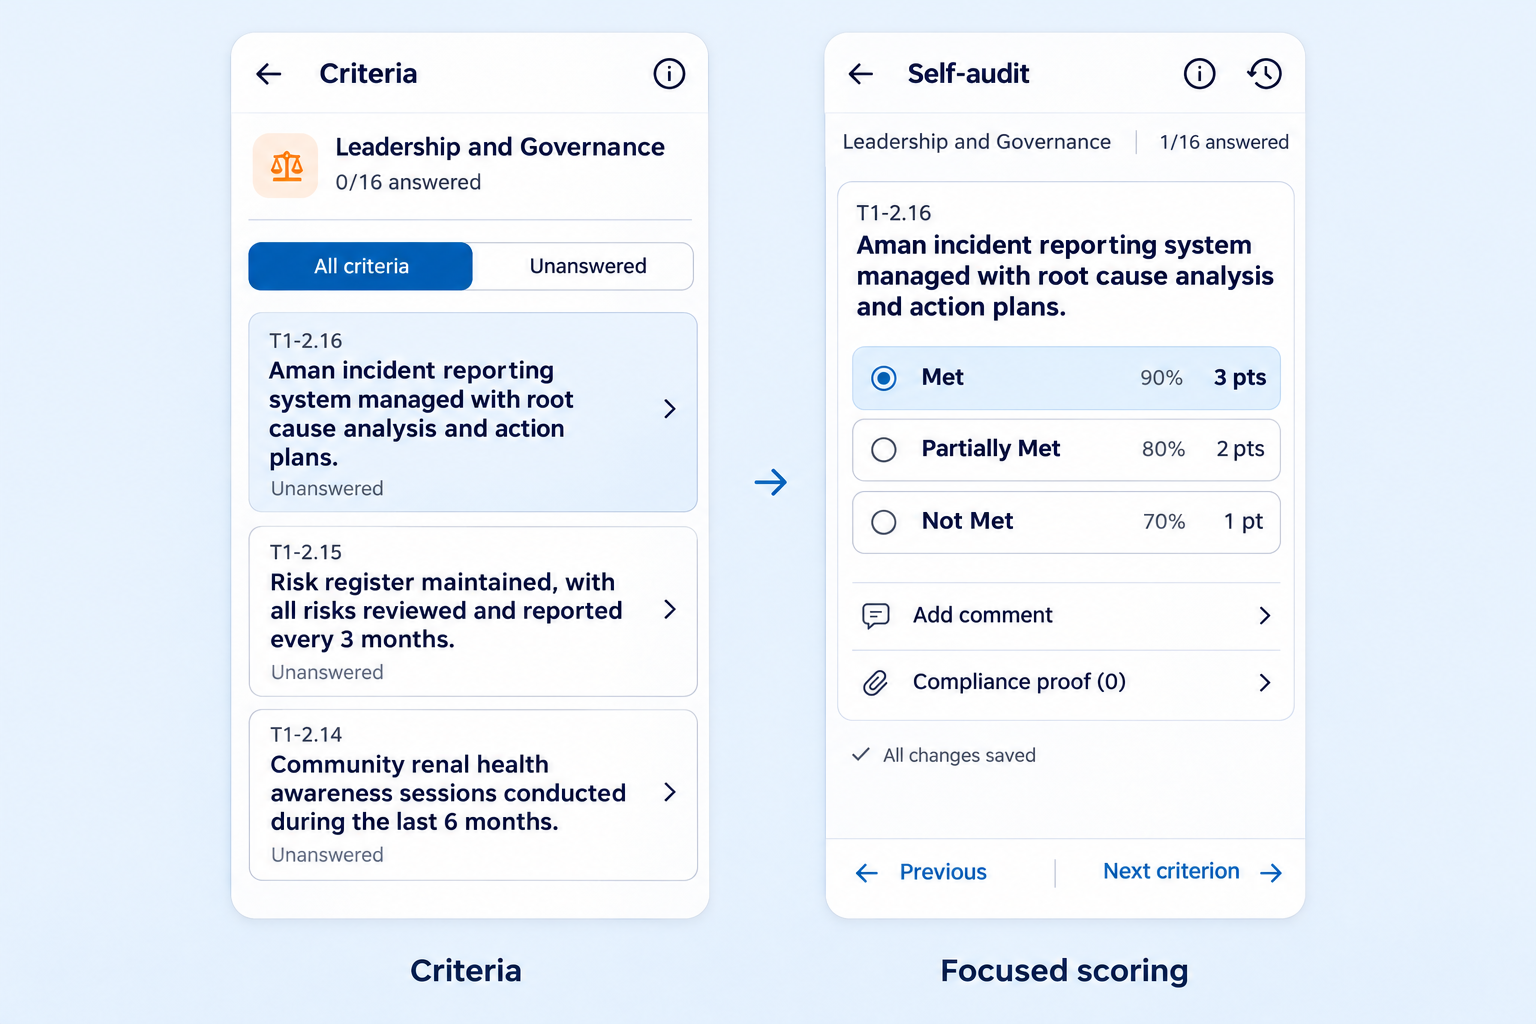 Criteria
Leadership and Governance
0/16 answered
All criteria
Unanswered
T1-2.16
Aman incident reporting
system managed with root
cause analysis and action
plans.
Unanswered
T1-2.15
Risk register maintained, with
all risks reviewed and reported
every 3 months.
Unanswered
T1-2.14
Community renal health
awareness sessions conducted
during the last 6 months.
Unanswered
Criteria
Self-audit
Leadership and Governance
1/16 answered
T1-2.16
Aman incident reporting system
managed with root cause analysis
and action plans.
Met 90% 3 pts
Partially Met 80% 2 pts
Not Met 70% 1 pt
Add comment
Compliance proof (0)
All changes saved
Previous
Next criterion
Focused scoring